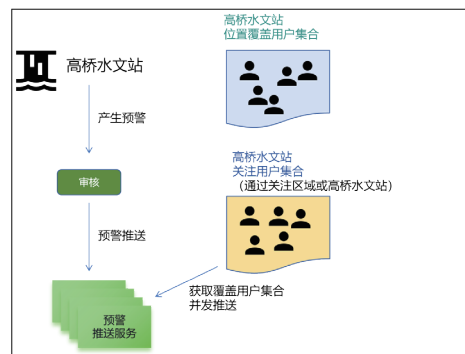 高桥水文站
位置覆盖用户集合
高桥水文站
产生预警
高桥水文站
关注用户集合
（通过关注区域或高桥水文站）
审核
预警推送
获取覆盖用户集合
并发推送
预警
推送服务